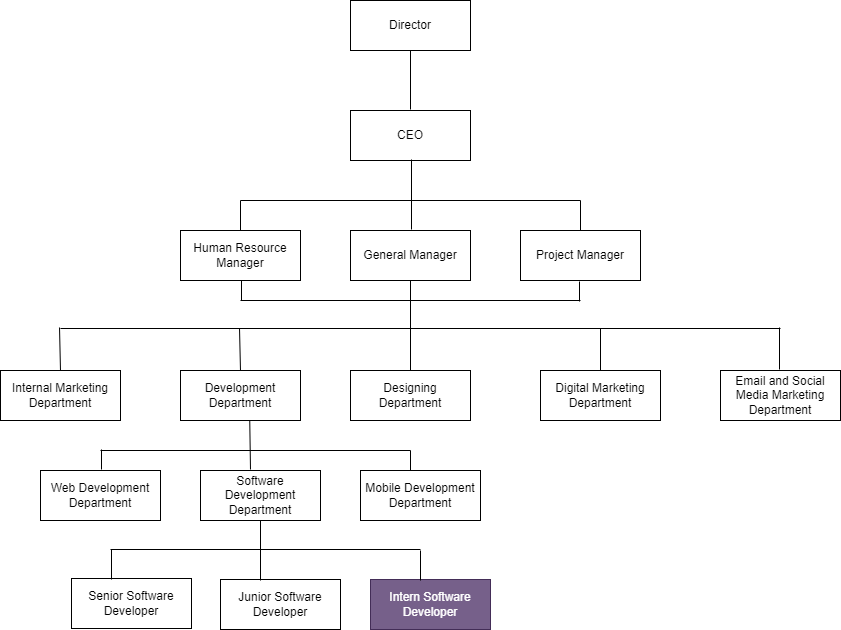 Director
CEO
Human Resource
Manager
General Manager
Project Manager
Internal Marketing
Department
Development
Department
Designing
Department
Digital Marketing
Department
Email and Social
Media Marketing
Department
Web Development
Department
Software
Development
Department
Mobile Development
Department
Senior Software
Developer
Junior Software
Developer
Intern Software
Developer